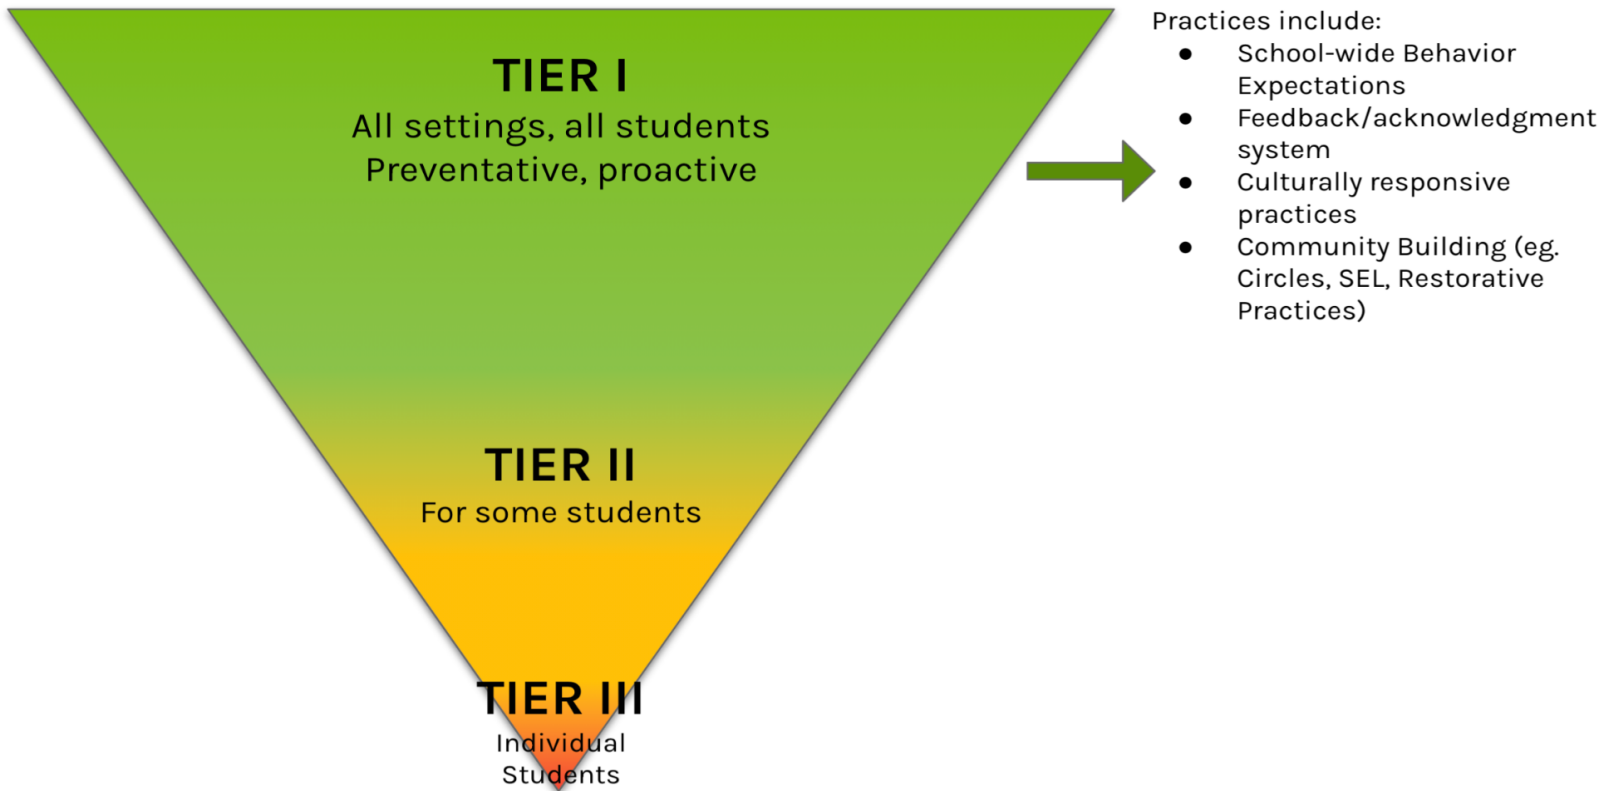 TIER I
All settings, all students
Preventative, proactive
TIER II
For some students
TIER III
Individual
Students
Practices include:
● School-wide Behavior
Expectations
● Feedback/acknowledgment
system
● Culturally responsive
practices
● Community Building (eg.
Circles, SEL, Restorative
Practices)